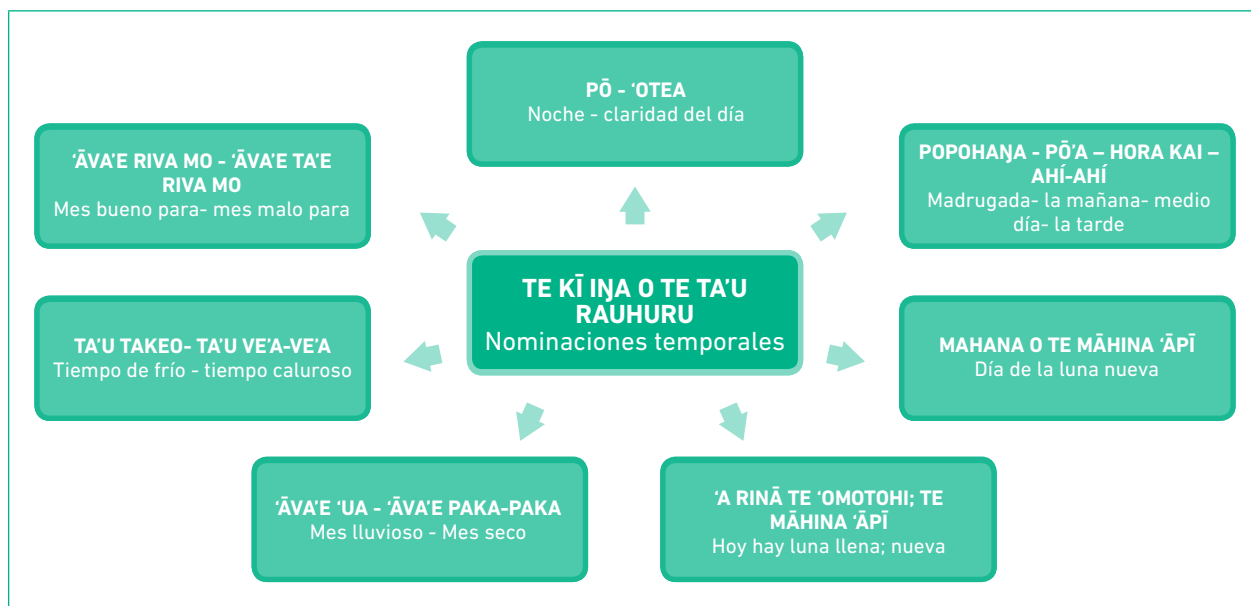 PŌ - ‘OTEA
Noche - claridad del día
‘ĀVA’E RIVA MO - ‘ĀVA’E TA’E
RIVA MO
Mes bueno para- mes malo para
POPOHAŊA - PŌ’A – HORA KAI –
AHÍ-AHÍ
Madrugada- la mañana- medio
día- la tarde
TE KĪ IŊA O TE TA’U
RAUHURU
Nominaciones temporales
TA’U TAKEO- TA’U VE’A-VE’A
Tiempo de frío - tiempo caluroso
MAHANA O TE MĀHINA ‘ĀPĪ
Día de la luna nueva
‘ĀVA’E ‘UA - ‘ĀVA’E PAKA-PAKA
Mes lluvioso - Mes seco
‘A RINĀ TE ‘OMOTOHI; TE
MĀHINA ‘ĀPĪ
Hoy hay luna llena; nueva